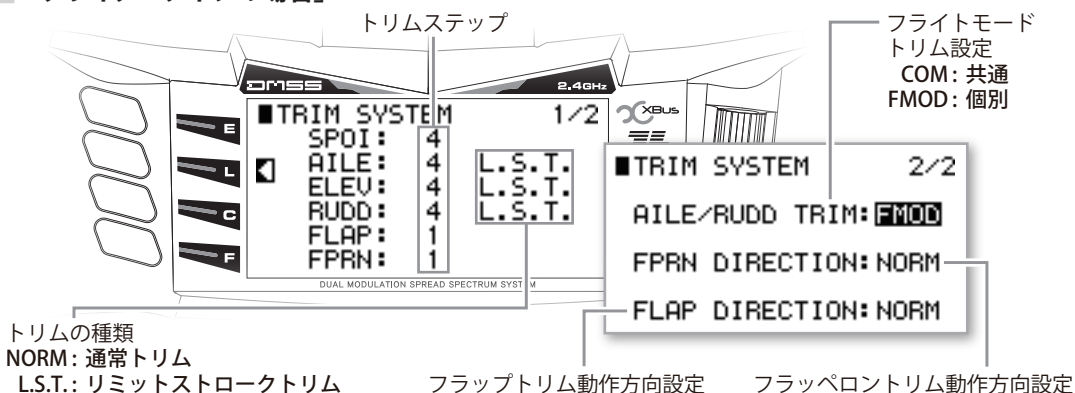 トリムステップ
フライトモード
トリム設定
COM: 共通
FMOD: 個別
DMSS
2.4GHz
XBus
■TRIM SYSTEM 1/2
SPOI: 4
AILE: 4 L.S.T.
ELEV: 4 L.S.T.
RUDD: 4 L.S.T.
FLAP: 1
FPRN: 1
E
L
C
F
DUAL MODULATION SPREAD SPECTRUM SYSTEM
■TRIM SYSTEM 2/2
AILE/RUDD TRIM:FMOD
FPRN DIRECTION:NORM
FLAP DIRECTION:NORM
トリムの種類
NORM: 通常トリム
L.S.T.: リミットストロークトリム
フラップトリム動作方向設定
フラッペロントリム動作方向設定